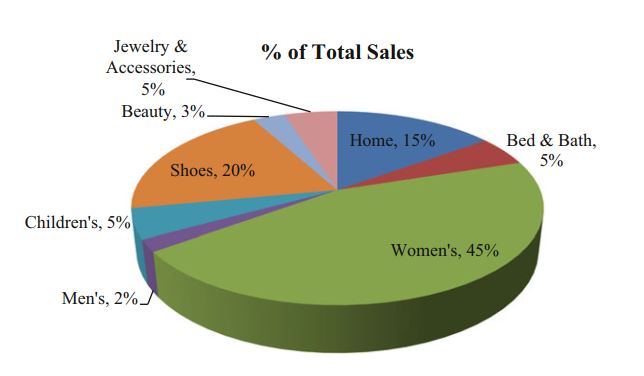 % of Total Sales
Jewelry &
Accessories,
5%
Beauty, 3%
Home, 15%
Bed & Bath,
5%
Shoes, 20%
Children's, 5%
Women's, 45%
Men's, 2%